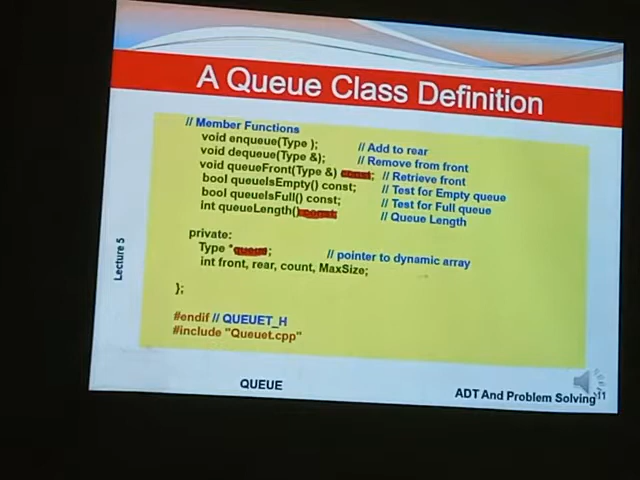 A Queue Class Definition
// Member Functions
void enqueue(Type ); // Add to rear
void dequeue(Type &); // Remove from front
void queueFront(Type &) ; // Retrieve front
bool queueIsEmpty() const; // Test for Empty queue
bool queueIsFull() const; // Test for Full queue
int queueLength() // Queue Length
private:
Type * ; // pointer to dynamic array
int front, rear, count, MaxSize;
};
#endif // QUEUET_H
#include "Queuet.cpp"
Lecture 5
QUEUE
ADT And Problem Solving 11